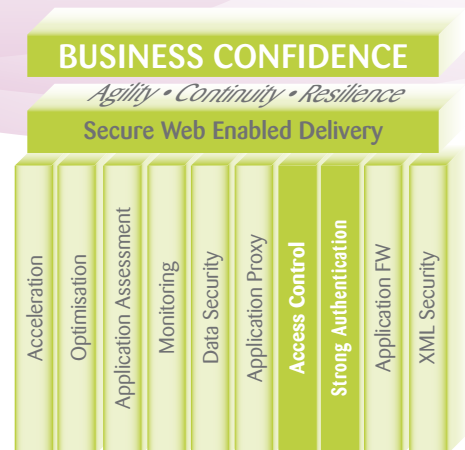 BUSINESS CONFIDENCE
Agility • Continuity • Resilience
Secure Web Enabled Delivery
Acceleration
Optimisation
Application Assessment
Monitoring
Data Security
Application Proxy
Access Control
Strong Authentication
Application FW
XML Security